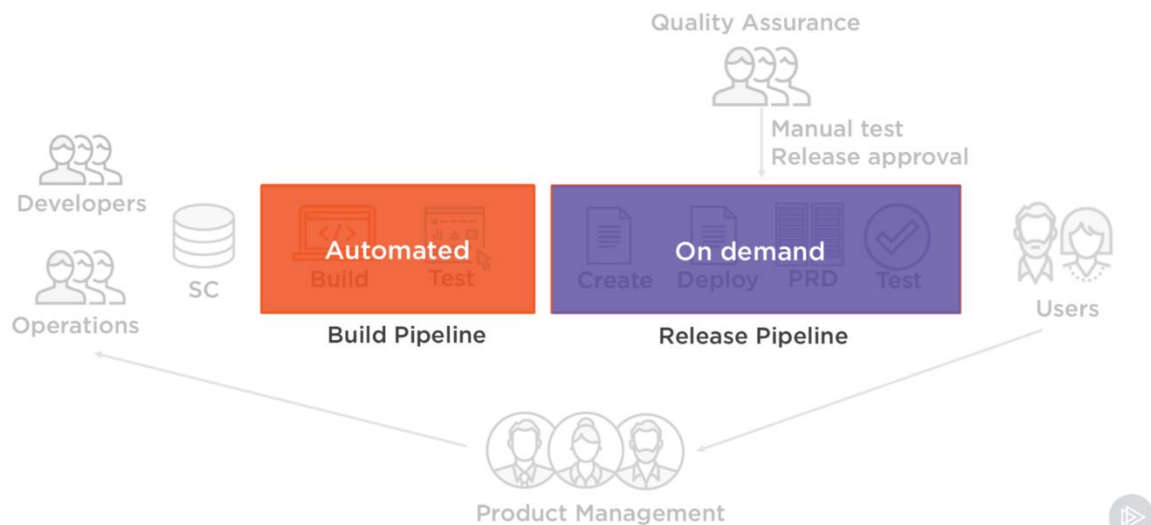 Quality Assurance
Manual test
Release approval
Developers
Operations
SC
Automated
Build
Test
Build Pipeline
On demand
Create
Deploy
PRD
Test
Release Pipeline
Users
Product Management